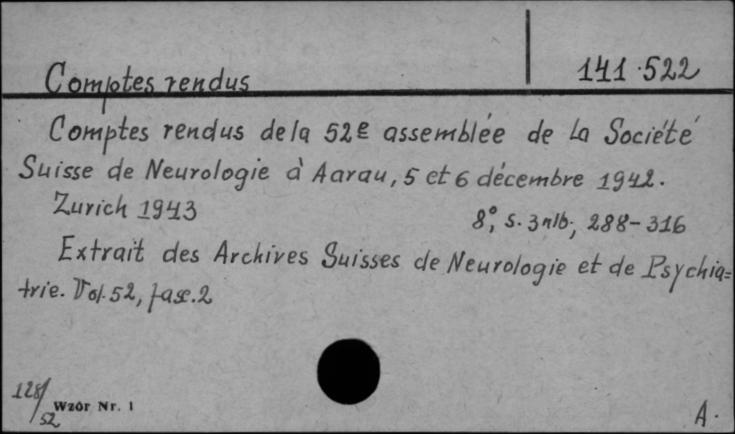 Comptes rendus
141.522
Comptes rendus de la 52e assemblée de la Société
Suisse de Neurologie à Aarau, 5 et 6 décembre 1942.
Zurich 1943
8°, s. 3 nlb., 288-316
Extrait des Archives Suisses de Neurologie et de Psychia=
trie. Vol. 52, fasc. 2
128/52
Wzór Nr. 1
A.